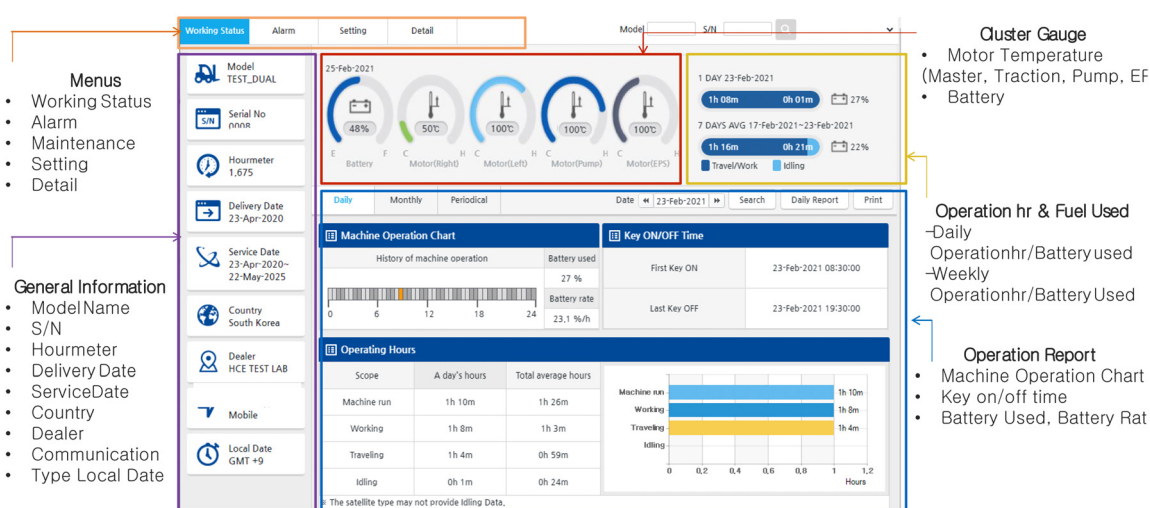 Menus
• Working Status
• Alarm
• Maintenance
• Setting
• Detail
General Information
• Model Name
• S/N
• Hourmeter
• Delivery Date
• ServiceDate
• Country
• Dealer
• Communication
• Type Local Date
Working Status Alarm Setting Detail Model S/N
Model
TEST_DUAL
S/N
Serial No
0008
Hourmeter
1,675
Delivery Date
23-Apr-2020
Service Date
23-Apr-2020~
22-May-2025
Country
South Korea
Dealer
HCE TEST LAB
Mobile
Local Date
GMT +9
25-Feb-2021
48% 50℃ 100℃ 100℃ 100℃
E F C H C H C H C H
Battery Motor(Right) Motor(Left) Motor(Pump) Motor(EPS)
1 DAY 23-Feb-2021
1h 08m 0h 01m 27%
7 DAYS AVG 17-Feb-2021~23-Feb-2021
1h 16m 0h 21m 22%
Travel/Work Idling
Daily Monthly Periodical Date 23-Feb-2021 Search Daily Report Print
Machine Operation Chart
History of machine operation Battery used
27 %
Battery rate
23,1 %/h
0 6 12 18 24
Key ON/OFF Time
First Key ON 23-Feb-2021 08:30:00
Last Key OFF 23-Feb-2021 19:30:00
Operating Hours
Scope A day's hours Total average hours
Machine run 1h 10m 1h 26m
Working 1h 8m 1h 3m
Traveling 1h 4m 0h 59m
Idling 0h 1m 0h 24m
Machine run 1h 10m
Working 1h 8m
Traveling 1h 4m
Idling
0 0,2 0,4 0,6 0,8 1 1,2
Hours
※ The satellite type may not provide Idling Data,
Cluster Gauge
• Motor Temperature
(Master, Traction, Pump, EF
• Battery
Operation hr & Fuel Used
-Daily
Operationhr/Battery used
-Weekly
Operationhr/Battery Used
Operation Report
• Machine Operation Chart
• Key on/off time
• Battery Used, Battery Rat